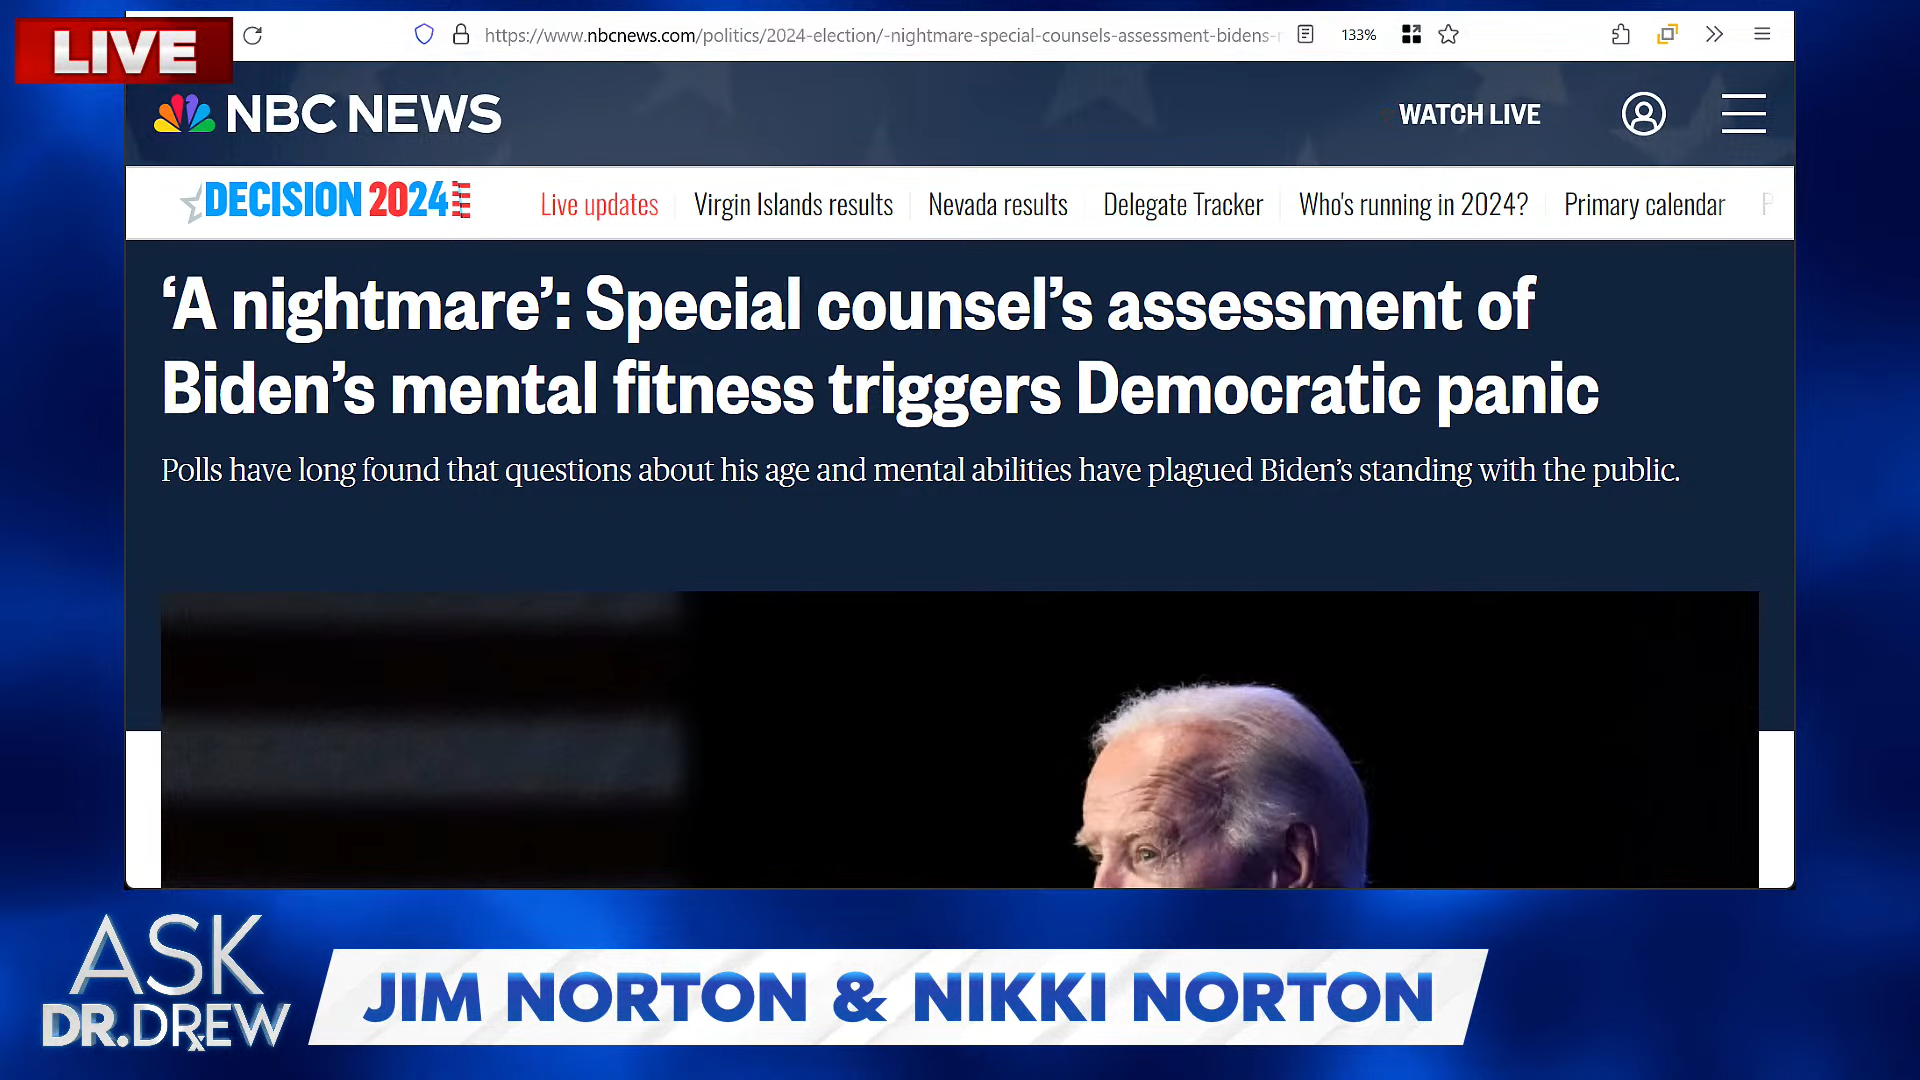 LIVE
https://www.nbcnews.com/politics/2024-election/-nightmare-special-counsels-assessment-bidens-
133%
NBC NEWS
WATCH LIVE
DECISION 2024
Live updates
Virgin Islands results
Nevada results
Delegate Tracker
Who's running in 2024?
Primary calendar
‘A nightmare’: Special counsel’s assessment of
Biden’s mental fitness triggers Democratic panic
Polls have long found that questions about his age and mental abilities have plagued Biden’s standing with the public.
ASK
DR.DREW
JIM NORTON & NIKKI NORTON